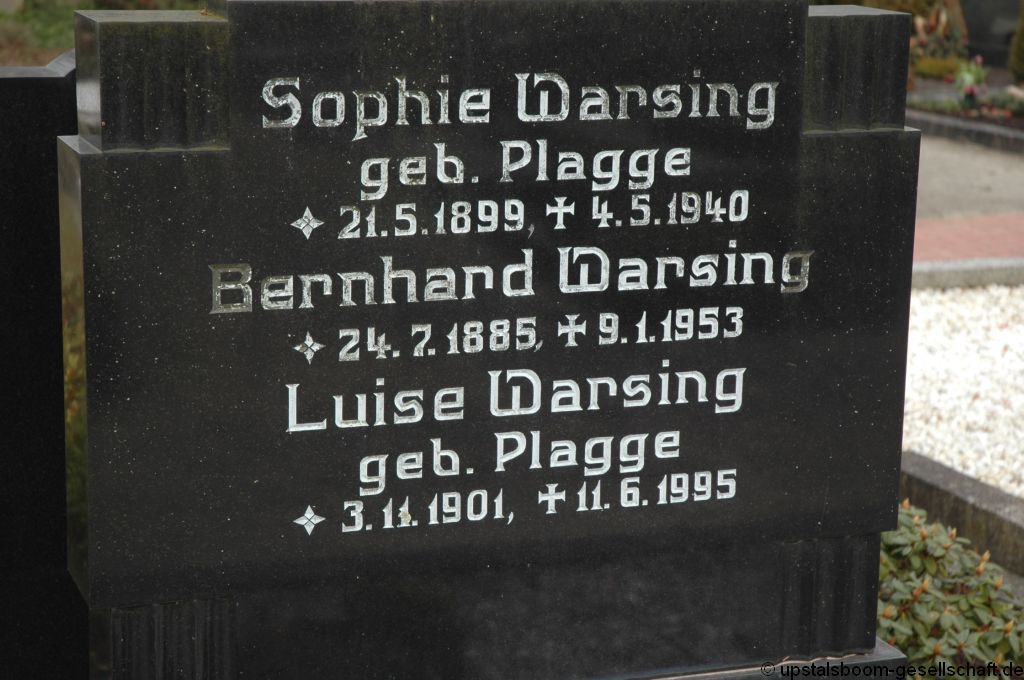 Sophie Warsing
geb. Plagge
✧ 21.5.1899, ✝ 4.5.1940
Bernhard Warsing
✧ 24.7.1885, ✝ 9.1.1953
Luise Warsing
geb. Plagge
✧ 3.11.1901, ✝ 11.6.1995
© upstalsboom-gesellschaft.de